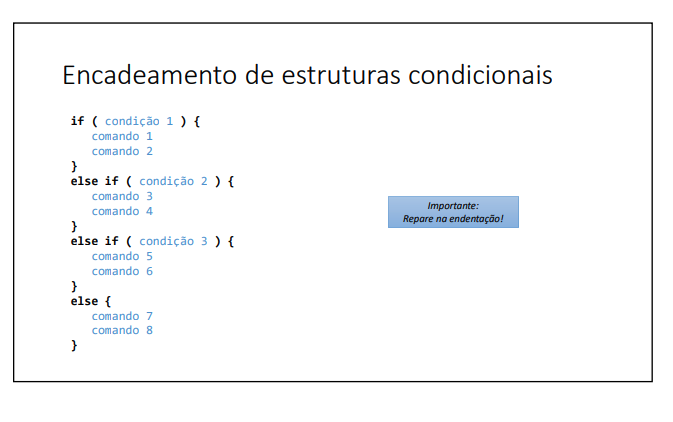 Encadeamento de estruturas condicionais
if ( condição 1 ) {
comando 1
comando 2
}
else if ( condição 2 ) {
comando 3
comando 4
}
else if ( condição 3 ) {
comando 5
comando 6
}
else {
comando 7
comando 8
}
Importante:
Repare na endentação!